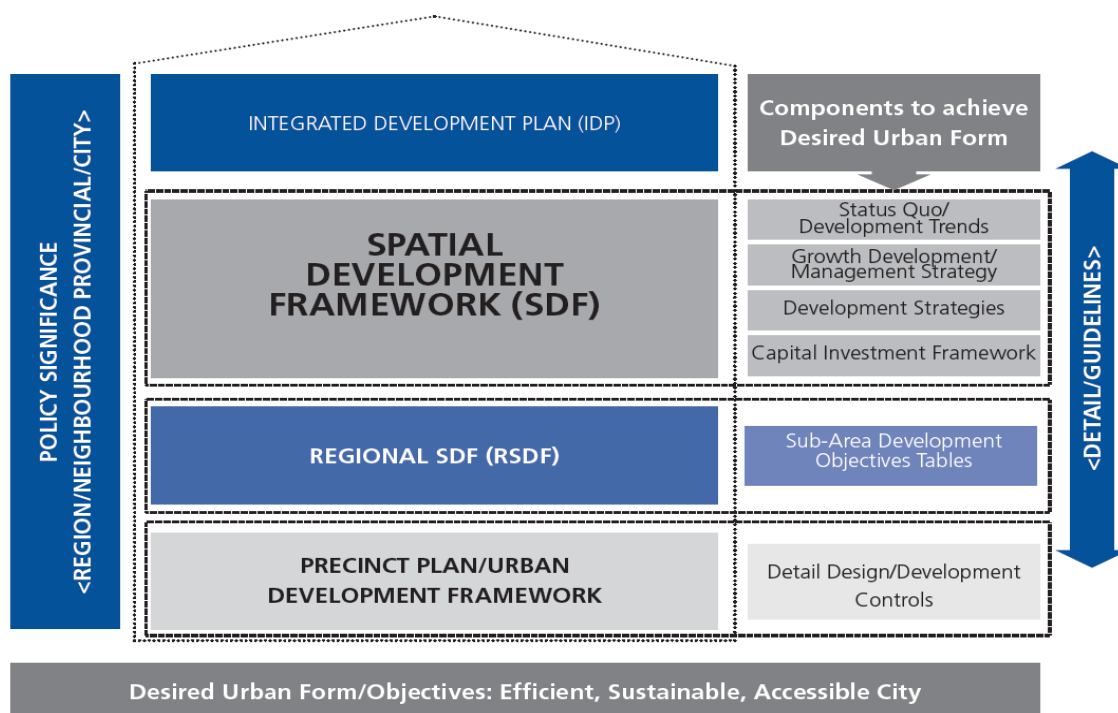 POLICY SIGNIFICANCE
<REGION/NEIGHBOURHOOD PROVINCIAL/CITY>
INTEGRATED DEVELOPMENT PLAN (IDP)
Components to achieve
Desired Urban Form
SPATIAL
DEVELOPMENT
FRAMEWORK (SDF)
Status Quo/
Development Trends
Growth Development/
Management Strategy
Development Strategies
Capital Investment Framework
REGIONAL SDF (RSDF)
Sub-Area Development
Objectives Tables
PRECINCT PLAN/URBAN
DEVELOPMENT FRAMEWORK
Detail Design/Development
Controls
<DETAIL/GUIDELINES>
Desired Urban Form/Objectives: Efficient, Sustainable, Accessible City